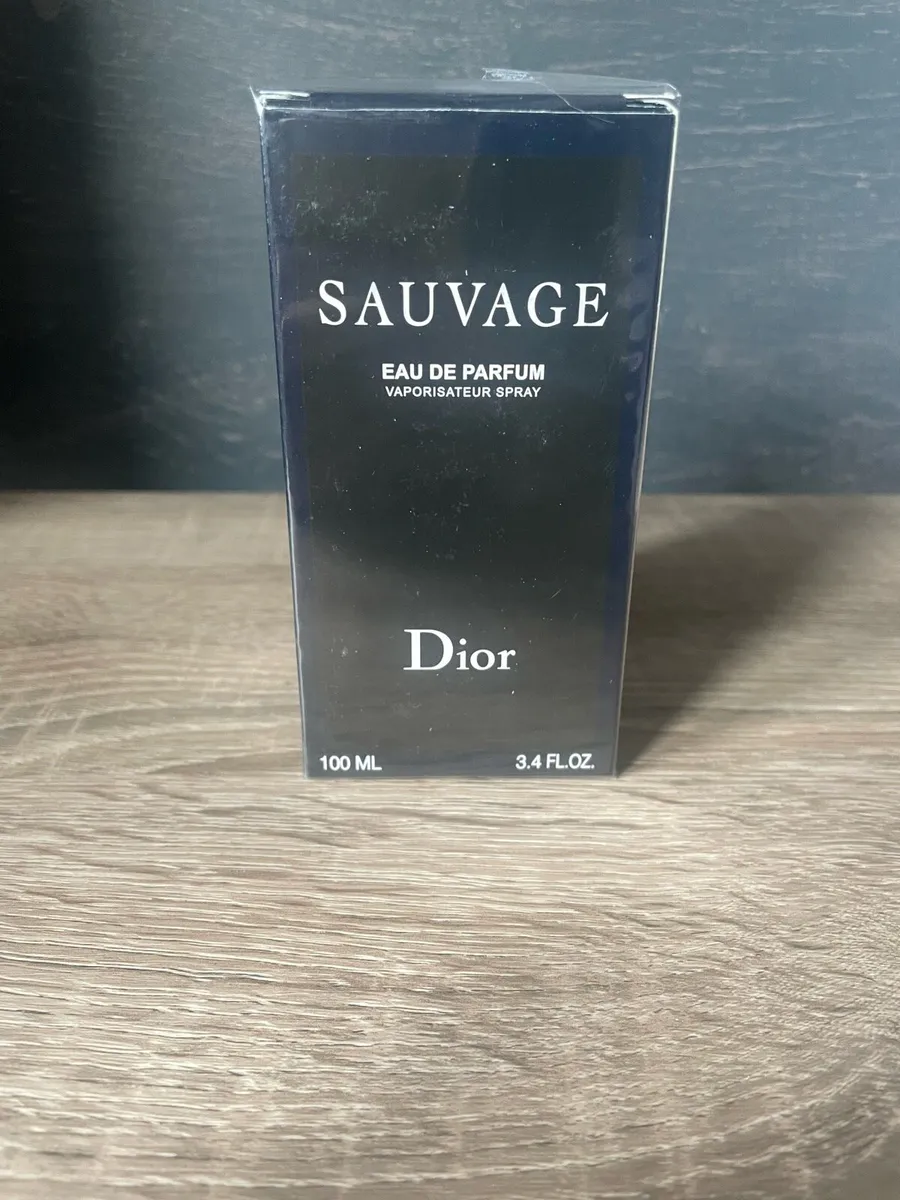 SAUVAGE
EAU DE PARFUM
VAPORISATEUR SPRAY
Dior
100 ML 3.4 FL.OZ.